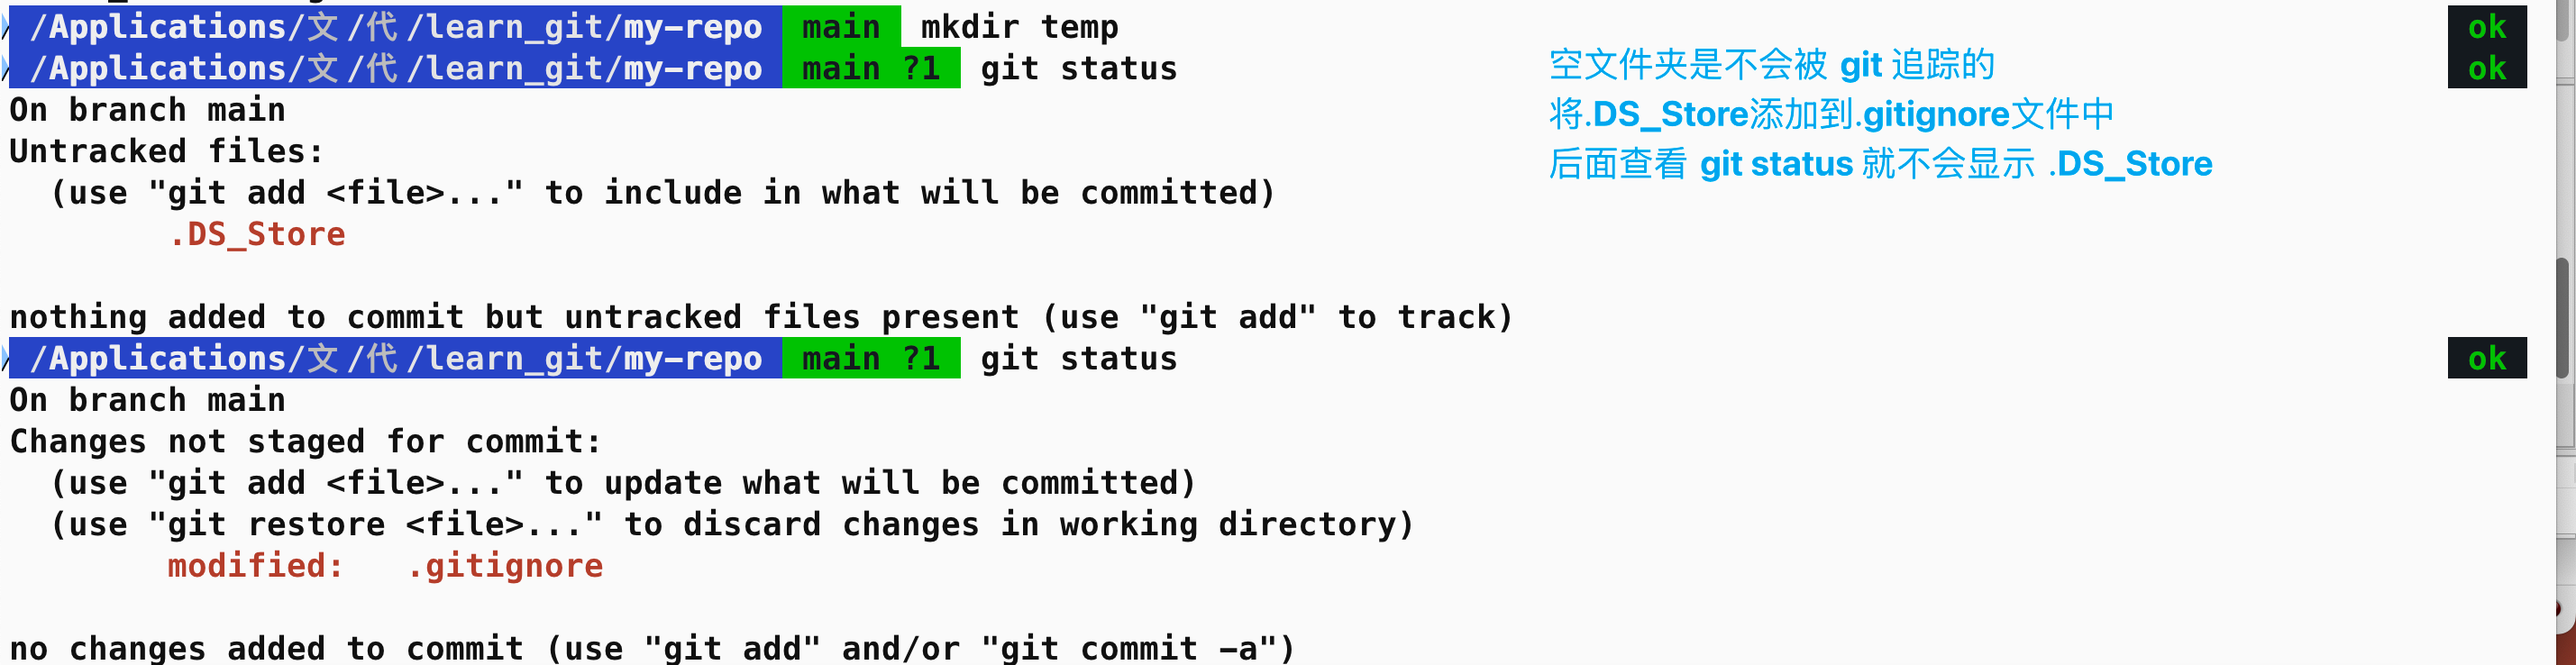 /Applications/文 /代 /learn_git/my-repo main mkdir temp ok
/Applications/文 /代 /learn_git/my-repo main ?1 git status ok
空文件夹是不会被 git 追踪的
将.DS_Store添加到.gitignore文件中
后面查看 git status 就不会显示 .DS_Store
On branch main
Untracked files:
(use "git add <file>..." to include in what will be committed)
.DS_Store
nothing added to commit but untracked files present (use "git add" to track)
/Applications/文 /代 /learn_git/my-repo main ?1 git status ok
On branch main
Changes not staged for commit:
(use "git add <file>..." to update what will be committed)
(use "git restore <file>..." to discard changes in working directory)
modified: .gitignore
no changes added to commit (use "git add" and/or "git commit -a")